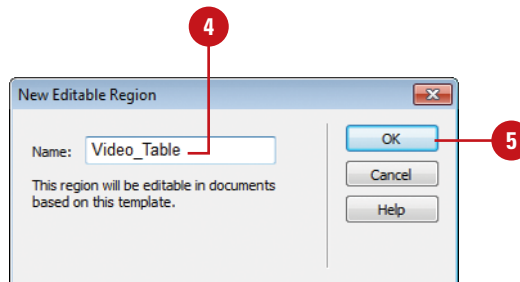 4
New Editable Region
Name: Video_Table
OK
5
This region will be editable in documents
based on this template.
Cancel
Help